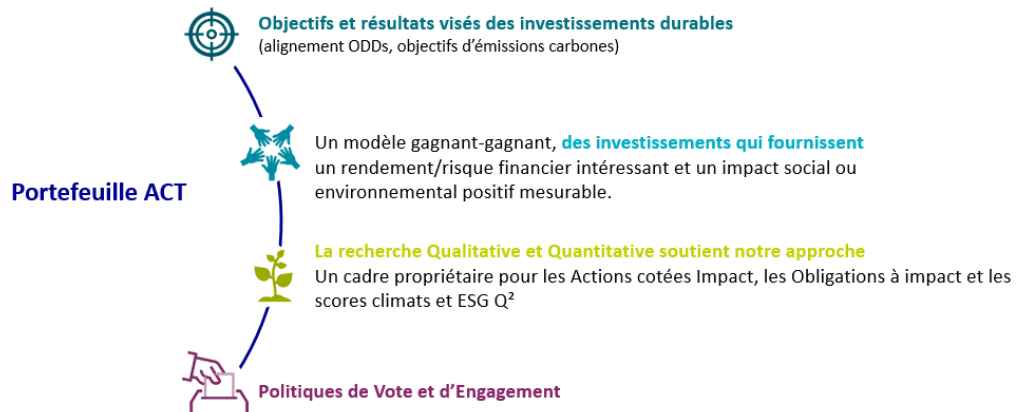 Objectifs et résultats visés des investissements durables
(alignement ODDs, objectifs d'émissions carbones)
Un modèle gagnant-gagnant, des investissements qui fournissent
un rendement/risque financier intéressant et un impact social ou
environnemental positif mesurable.
Portefeuille ACT
La recherche Qualitative et Quantitative soutient notre approche
Un cadre propriétaire pour les Actions cotées Impact, les Obligations à impact et les
scores climats et ESG Q²
Politiques de Vote et d'Engagement